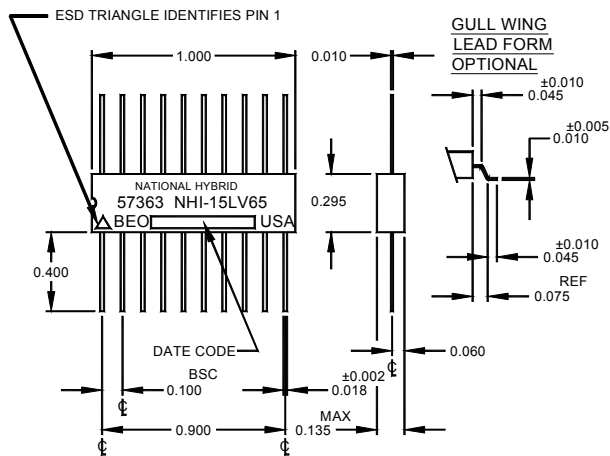 ESD TRIANGLE IDENTIFIES PIN 1
GULL WING
LEAD FORM
OPTIONAL
1.000
0.010
±0.010
0.045
±0.005
0.010
NATIONAL HYBRID
57363 NHI-15LV65
BEO
USA
0.295
0.400
±0.010
0.045
REF
0.075
DATE CODE
0.060
BSC
0.100
±0.002
0.018
MAX
0.135
0.900
℄
℄
℄
℄